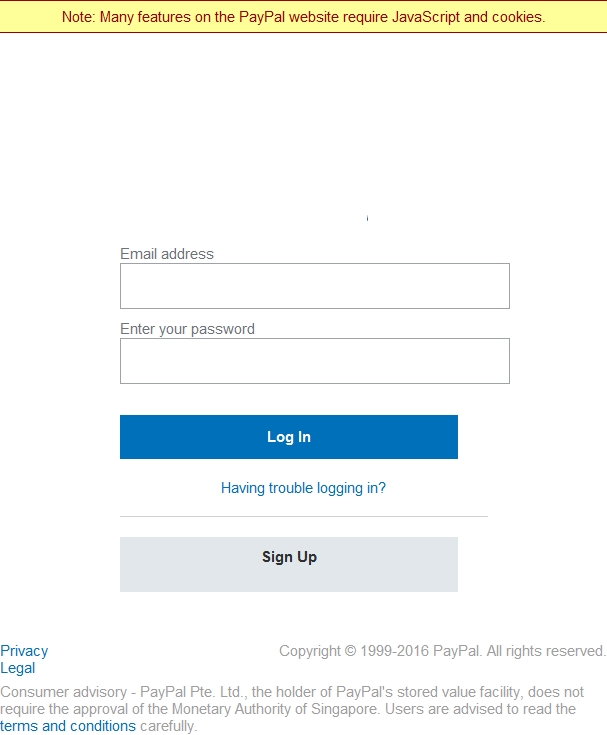 Note: Many features on the PayPal website require JavaScript and cookies.
Email address
Enter your password
Log In
Having trouble logging in?
Sign Up
Privacy
Copyright © 1999-2016 PayPal. All rights reserved.
Legal
Consumer advisory - PayPal Pte. Ltd., the holder of PayPal's stored value facility, does not
require the approval of the Monetary Authority of Singapore. Users are advised to read the
terms and conditions carefully.